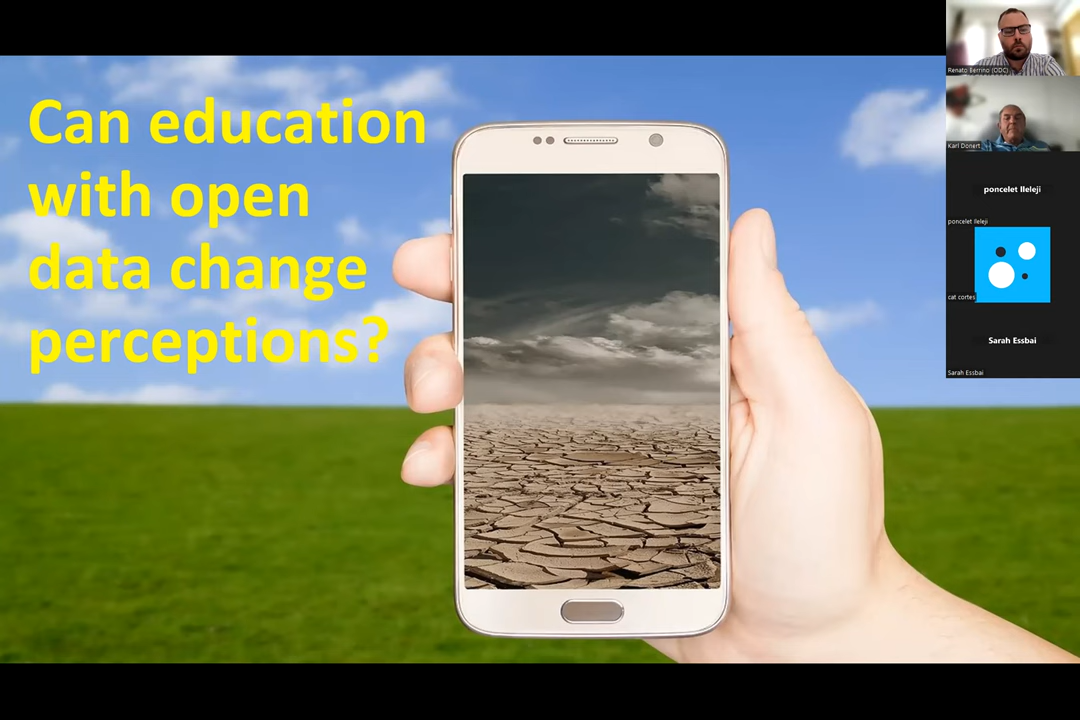 Can education
with open
data change
perceptions?
Renato Berrino (ODC)
Karl Donert
poncelet Ileleji
poncelet Ileleji
cat cortes
Sarah Essbai
Sarah Essbai